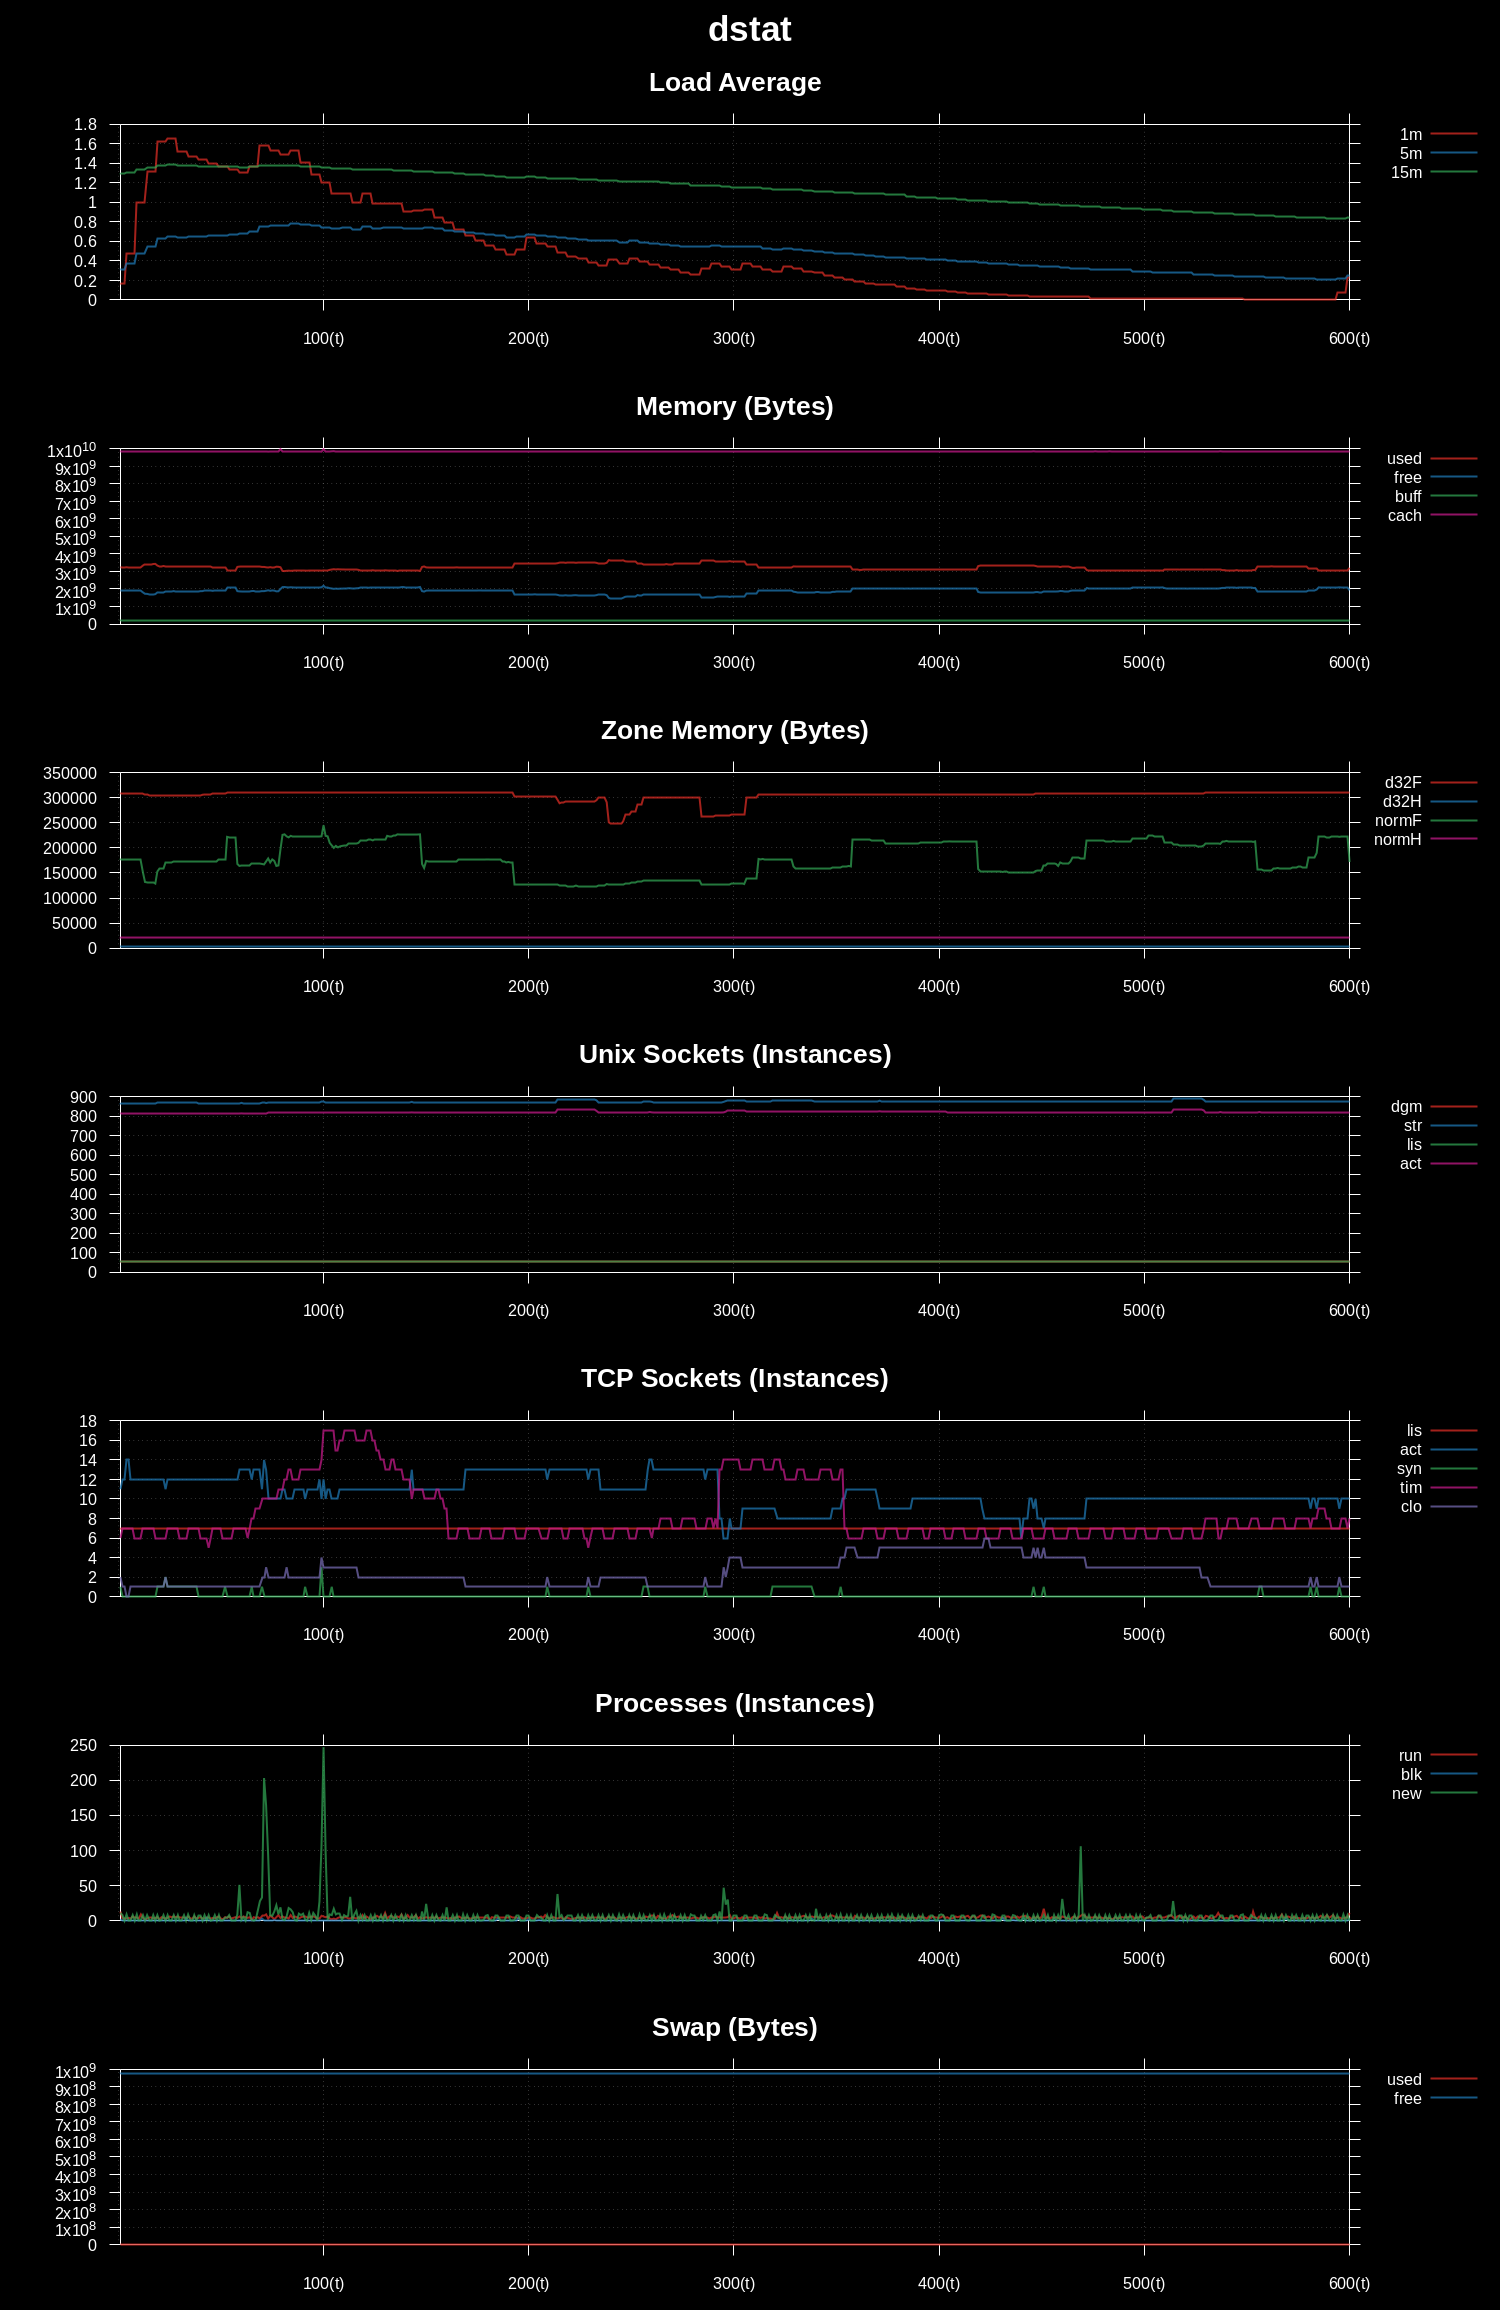 dstat
Load Average
1.8
1.6
1.4
1.2
1
0.8
0.6
0.4
0.2
0
100(t) 200(t) 300(t) 400(t) 500(t) 600(t)
1m
5m
15m
Memory (Bytes)
1x10^10
9x10^9
8x10^9
7x10^9
6x10^9
5x10^9
4x10^9
3x10^9
2x10^9
1x10^9
0
100(t) 200(t) 300(t) 400(t) 500(t) 600(t)
used
free
buff
cach
Zone Memory (Bytes)
350000
300000
250000
200000
150000
100000
50000
0
100(t) 200(t) 300(t) 400(t) 500(t) 600(t)
d32F
d32H
normF
normH
Unix Sockets (Instances)
900
800
700
600
500
400
300
200
100
0
100(t) 200(t) 300(t) 400(t) 500(t) 600(t)
dgm
str
lis
act
TCP Sockets (Instances)
18
16
14
12
10
8
6
4
2
0
100(t) 200(t) 300(t) 400(t) 500(t) 600(t)
lis
act
syn
tim
clo
Processes (Instances)
250
200
150
100
50
0
100(t) 200(t) 300(t) 400(t) 500(t) 600(t)
run
blk
new
Swap (Bytes)
1x10^9
9x10^8
8x10^8
7x10^8
6x10^8
5x10^8
4x10^8
3x10^8
2x10^8
1x10^8
0
100(t) 200(t) 300(t) 400(t) 500(t) 600(t)
used
free